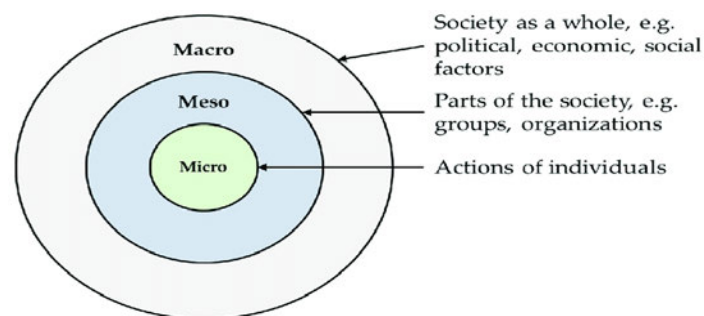 Macro
Meso
Micro
Society as a whole, e.g.
political, economic, social
factors
Parts of the society, e.g.
groups, organizations
Actions of individuals